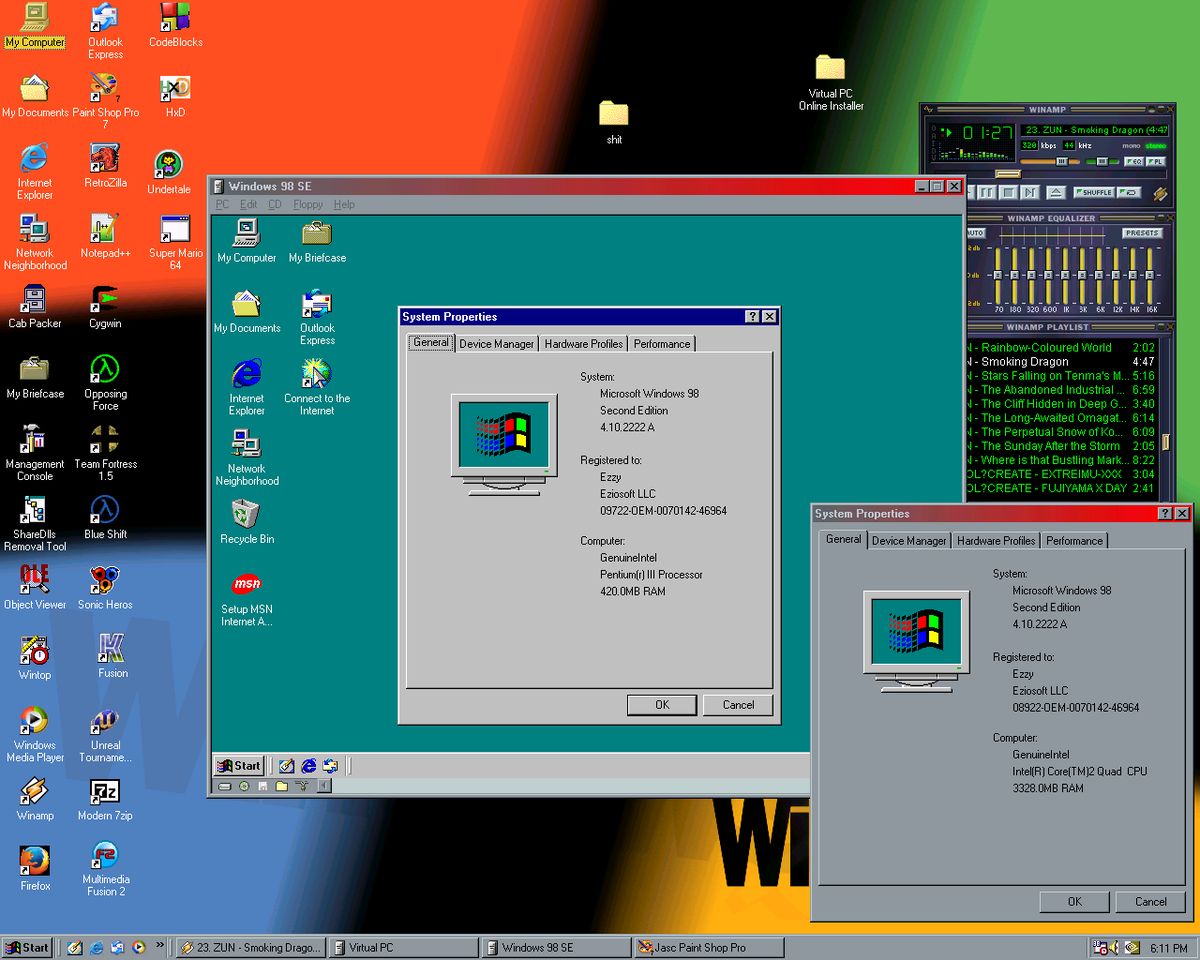 My Computer
Outlook
Express
CodeBlocks
My Documents
Paint Shop Pro
7
HxD
Internet
Explorer
RetroZilla
Undertale
Network
Neighborhood
Notepad++
Super Mario
64
Cab Packer
Cygwin
My Briefcase
Opposing
Force
Management
Console
Team Fortress
1.5
ShareDlls
Removal Tool
Blue Shift
Object Viewer
Sonic Heros
Wintop
Fusion
Windows
Media Player
Unreal
Tourname...
Winamp
Modern 7zip
Firefox
Multimedia
Fusion 2
shit
Virtual PC
Online Installer
WINAMP
01:27
23. ZUN - Smoking Dragon (4:47
320 kbps 44 kHz mono stereo
EQ PL
SHUFFLE
WINAMP EQUALIZER
AUTO PRESETS
70 180 320 600 1K 3K 6K 12K 14K 16K
WINAMP PLAYLIST
N - Rainbow-Coloured World 2:02
N - Smoking Dragon 4:47
N - Stars Falling on Tenma's M... 5:16
N - The Abandoned Industrial ... 6:59
N - The Cliff Hidden in Deep G... 3:40
N - The Long-Awaited Omagat... 6:14
N - The Perpetual Snow of Ko... 6:09
N - The Sunday After the Storm 2:05
N - Where is that Bustling Mark... 8:22
OL?CREATE - EXTREIMU-XXX 3:04
OL?CREATE - FUJIYAMA X DAY 2:41
Windows 98 SE
PC Edit CD Floppy Help
My Computer
My Briefcase
My Documents
Outlook
Express
Internet
Explorer
Connect to the
Internet
Network
Neighborhood
Recycle Bin
msn
Setup MSN
Internet A...
Start
System Properties
General Device Manager Hardware Profiles Performance
System:
Microsoft Windows 98
Second Edition
4.10.2222 A
Registered to:
Ezzy
Eziosoft LLC
09722-OEM-0070142-46964
Computer:
GenuineIntel
Pentium(r) III Processor
420.0MB RAM
OK Cancel
System Properties
General Device Manager Hardware Profiles Performance
System:
Microsoft Windows 98
Second Edition
4.10.2222 A
Registered to:
Ezzy
Eziosoft LLC
08922-OEM-0070142-46964
Computer:
GenuineIntel
Intel(R) Core(TM)2 Quad CPU
3328.0MB RAM
OK Cancel
Start
23. ZUN - Smoking Drago...
Virtual PC
Windows 98 SE
Jasc Paint Shop Pro
6:11 PM